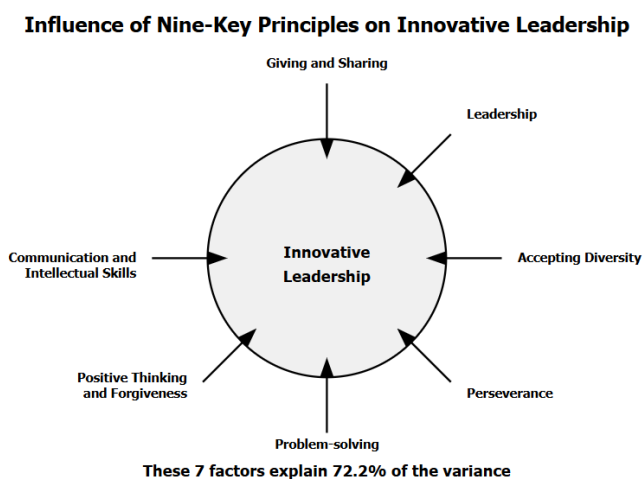 Influence of Nine-Key Principles on Innovative Leadership
Giving and Sharing
Leadership
Communication and
Intellectual Skills
Innovative
Leadership
Accepting Diversity
Positive Thinking
and Forgiveness
Perseverance
Problem-solving
These 7 factors explain 72.2% of the variance